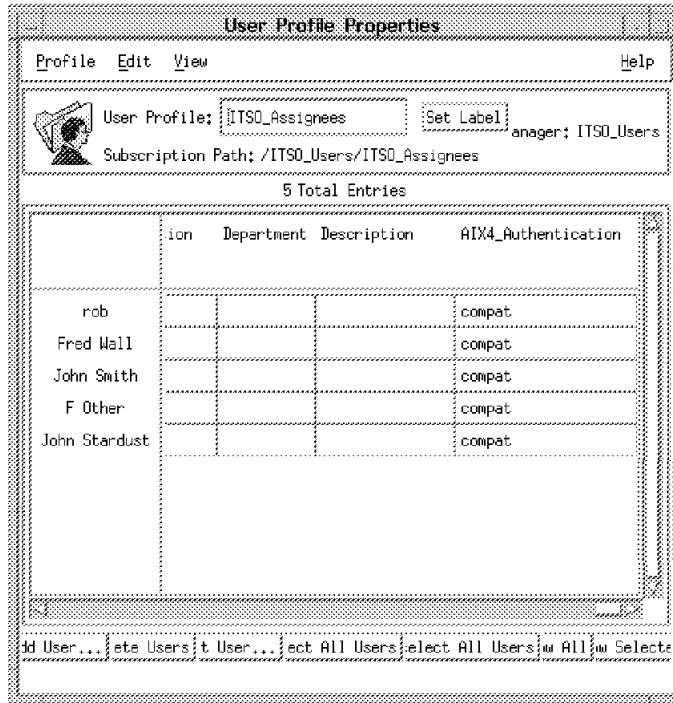 User Profile Properties
Profile Edit View Help
User Profile: ITSO_Assignees Set Label anager: ITSO_Users
Subscription Path: /ITSO_Users/ITSO_Assignees
5 Total Entries
ion Department Description AIX4_Authentication
rob compat
Fred Wall compat
John Smith compat
F Other compat
John Stardust compat
dd User... ete Users t User... ect All Users elect All Users w All w Selecte